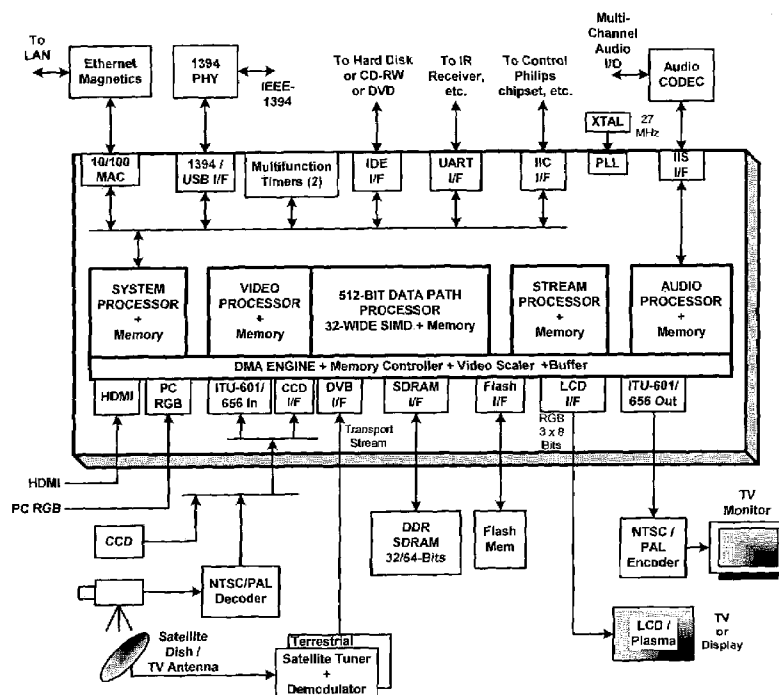 To
LAN
Ethernet
Magnetics
1394
PHY
IEEE-
1394
To Hard Disk
or CD-RW
or DVD
To IR
Receiver,
etc.
To Control
Philips
chipset, etc.
Multi-
Channel
Audio
I/O
Audio
CODEC
XTAL
27
MHz
10/100
MAC
1394 /
USB I/F
Multifunction
Timers (2)
IDE
I/F
UART
I/F
IIC
I/F
PLL
IIS
I/F
SYSTEM
PROCESSOR
+
Memory
VIDEO
PROCESSOR
+
Memory
512-BIT DATA PATH
PROCESSOR
32-WIDE SIMD.+ Memory
STREAM
PROCESSOR
+
Memory
AUDIO
PROCESSOR
+
Memory
DMA ENGINE + Memory Controller + Video Scaler +Buffer
HDMI
PC
RGB
ITU-601/
656 In
CCD
I/F
DVB
I/F
SDRAM
I/F
Flash
I/F
LCD
I/F
ITU-601/
656 Out
Transport
Stream
RGB
3 x 8
Bits
HDMI
PC RGB
CCD
NTSC/PAL
Decoder
DDR
SDRAM
32/64-Bits
Flash
Mem
NTSC /
PAL
Encoder
TV
Monitor
Satellite
Dish /
TV Antenna
Terrestrial
Satellite Tuner
+
Demodulator
LCD /
Plasma
TV
or
Display